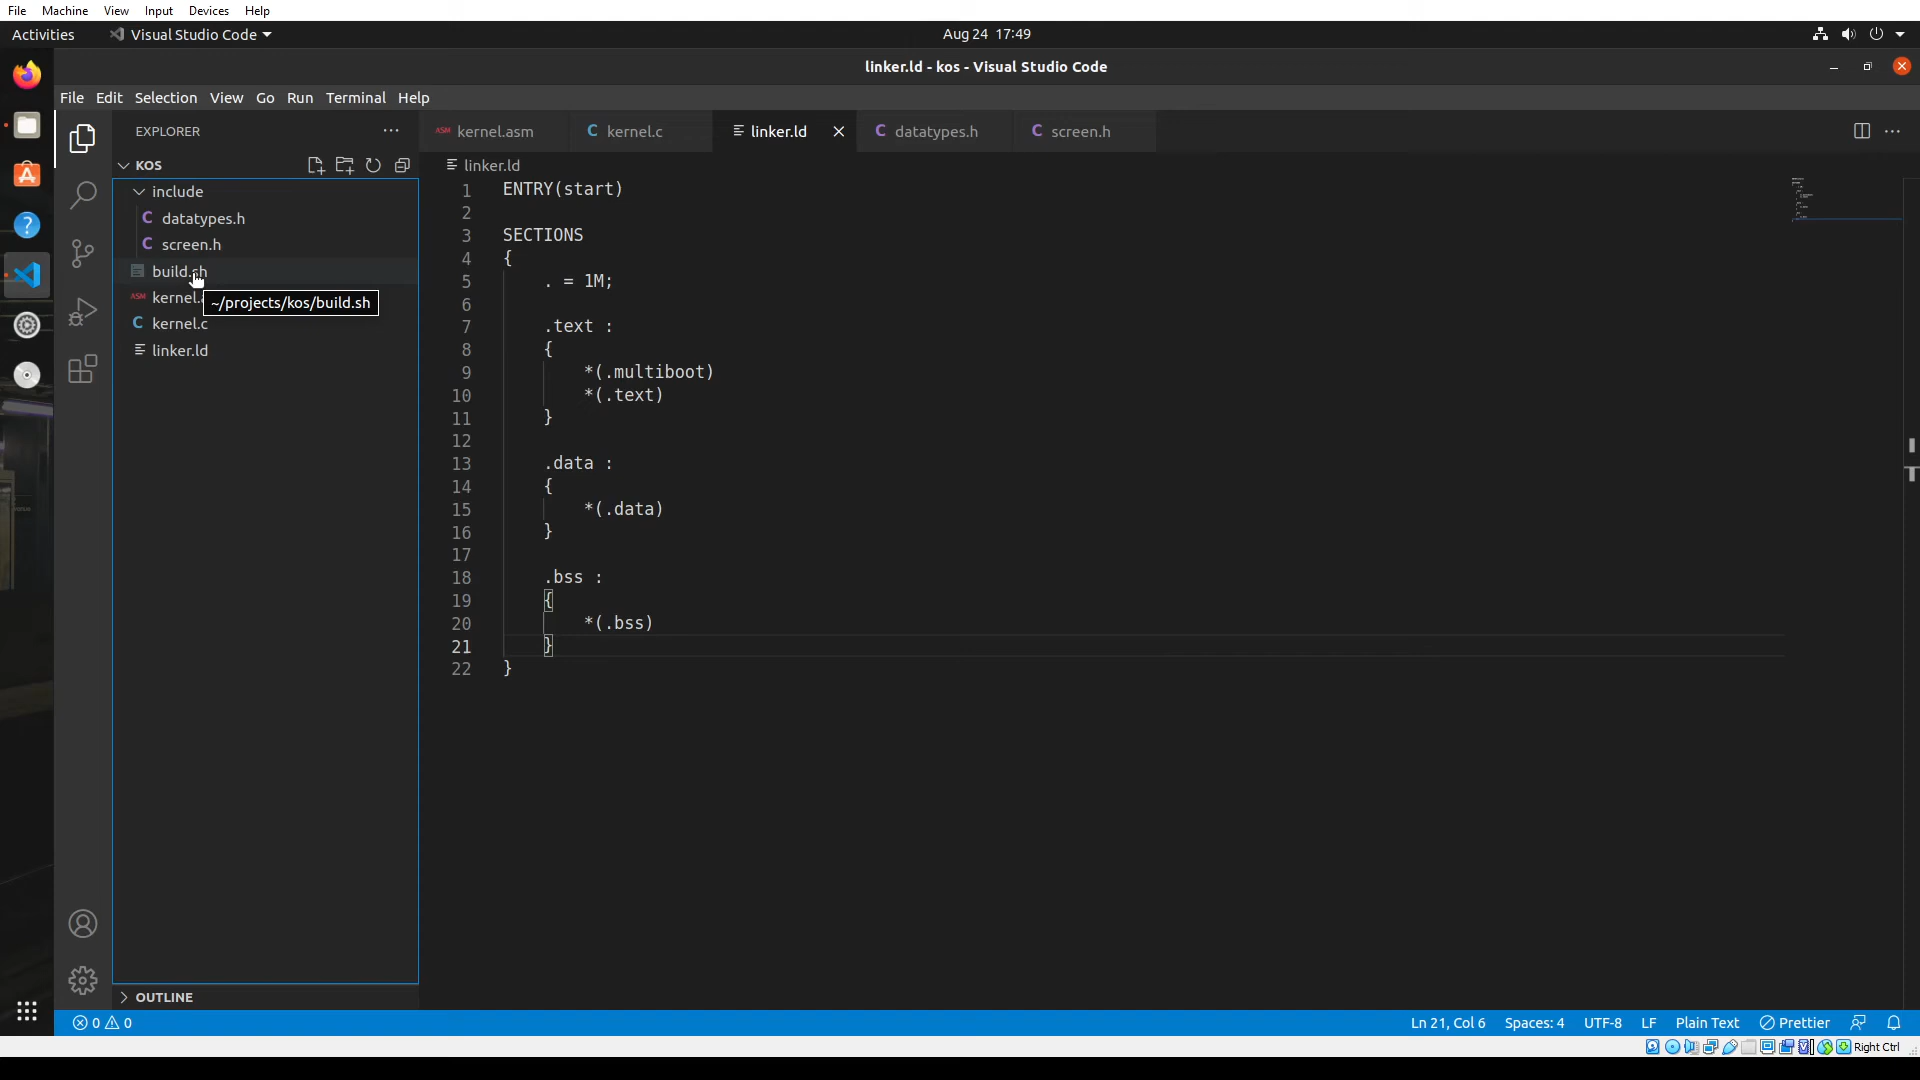 File Machine View Input Devices Help
Activities Visual Studio Code Aug 24 17:49
linker.ld - kos - Visual Studio Code
File Edit Selection View Go Run Terminal Help
EXPLORER
KOS
include
datatypes.h
screen.h
build.sh
kernel.
~/projects/kos/build.sh
kernel.c
linker.ld
OUTLINE
ASM kernel.asm C kernel.c linker.ld C datatypes.h C screen.h
linker.ld
1 ENTRY(start)
2
3 SECTIONS
4 {
5 . = 1M;
6
7 .text :
8 {
9 *(.multiboot)
10 *(.text)
11 }
12
13 .data :
14 {
15 *(.data)
16 }
17
18 .bss :
19 {
20 *(.bss)
21 }
22 }
0 0 Ln 21, Col 6 Spaces: 4 UTF-8 LF Plain Text Prettier
Right Ctrl